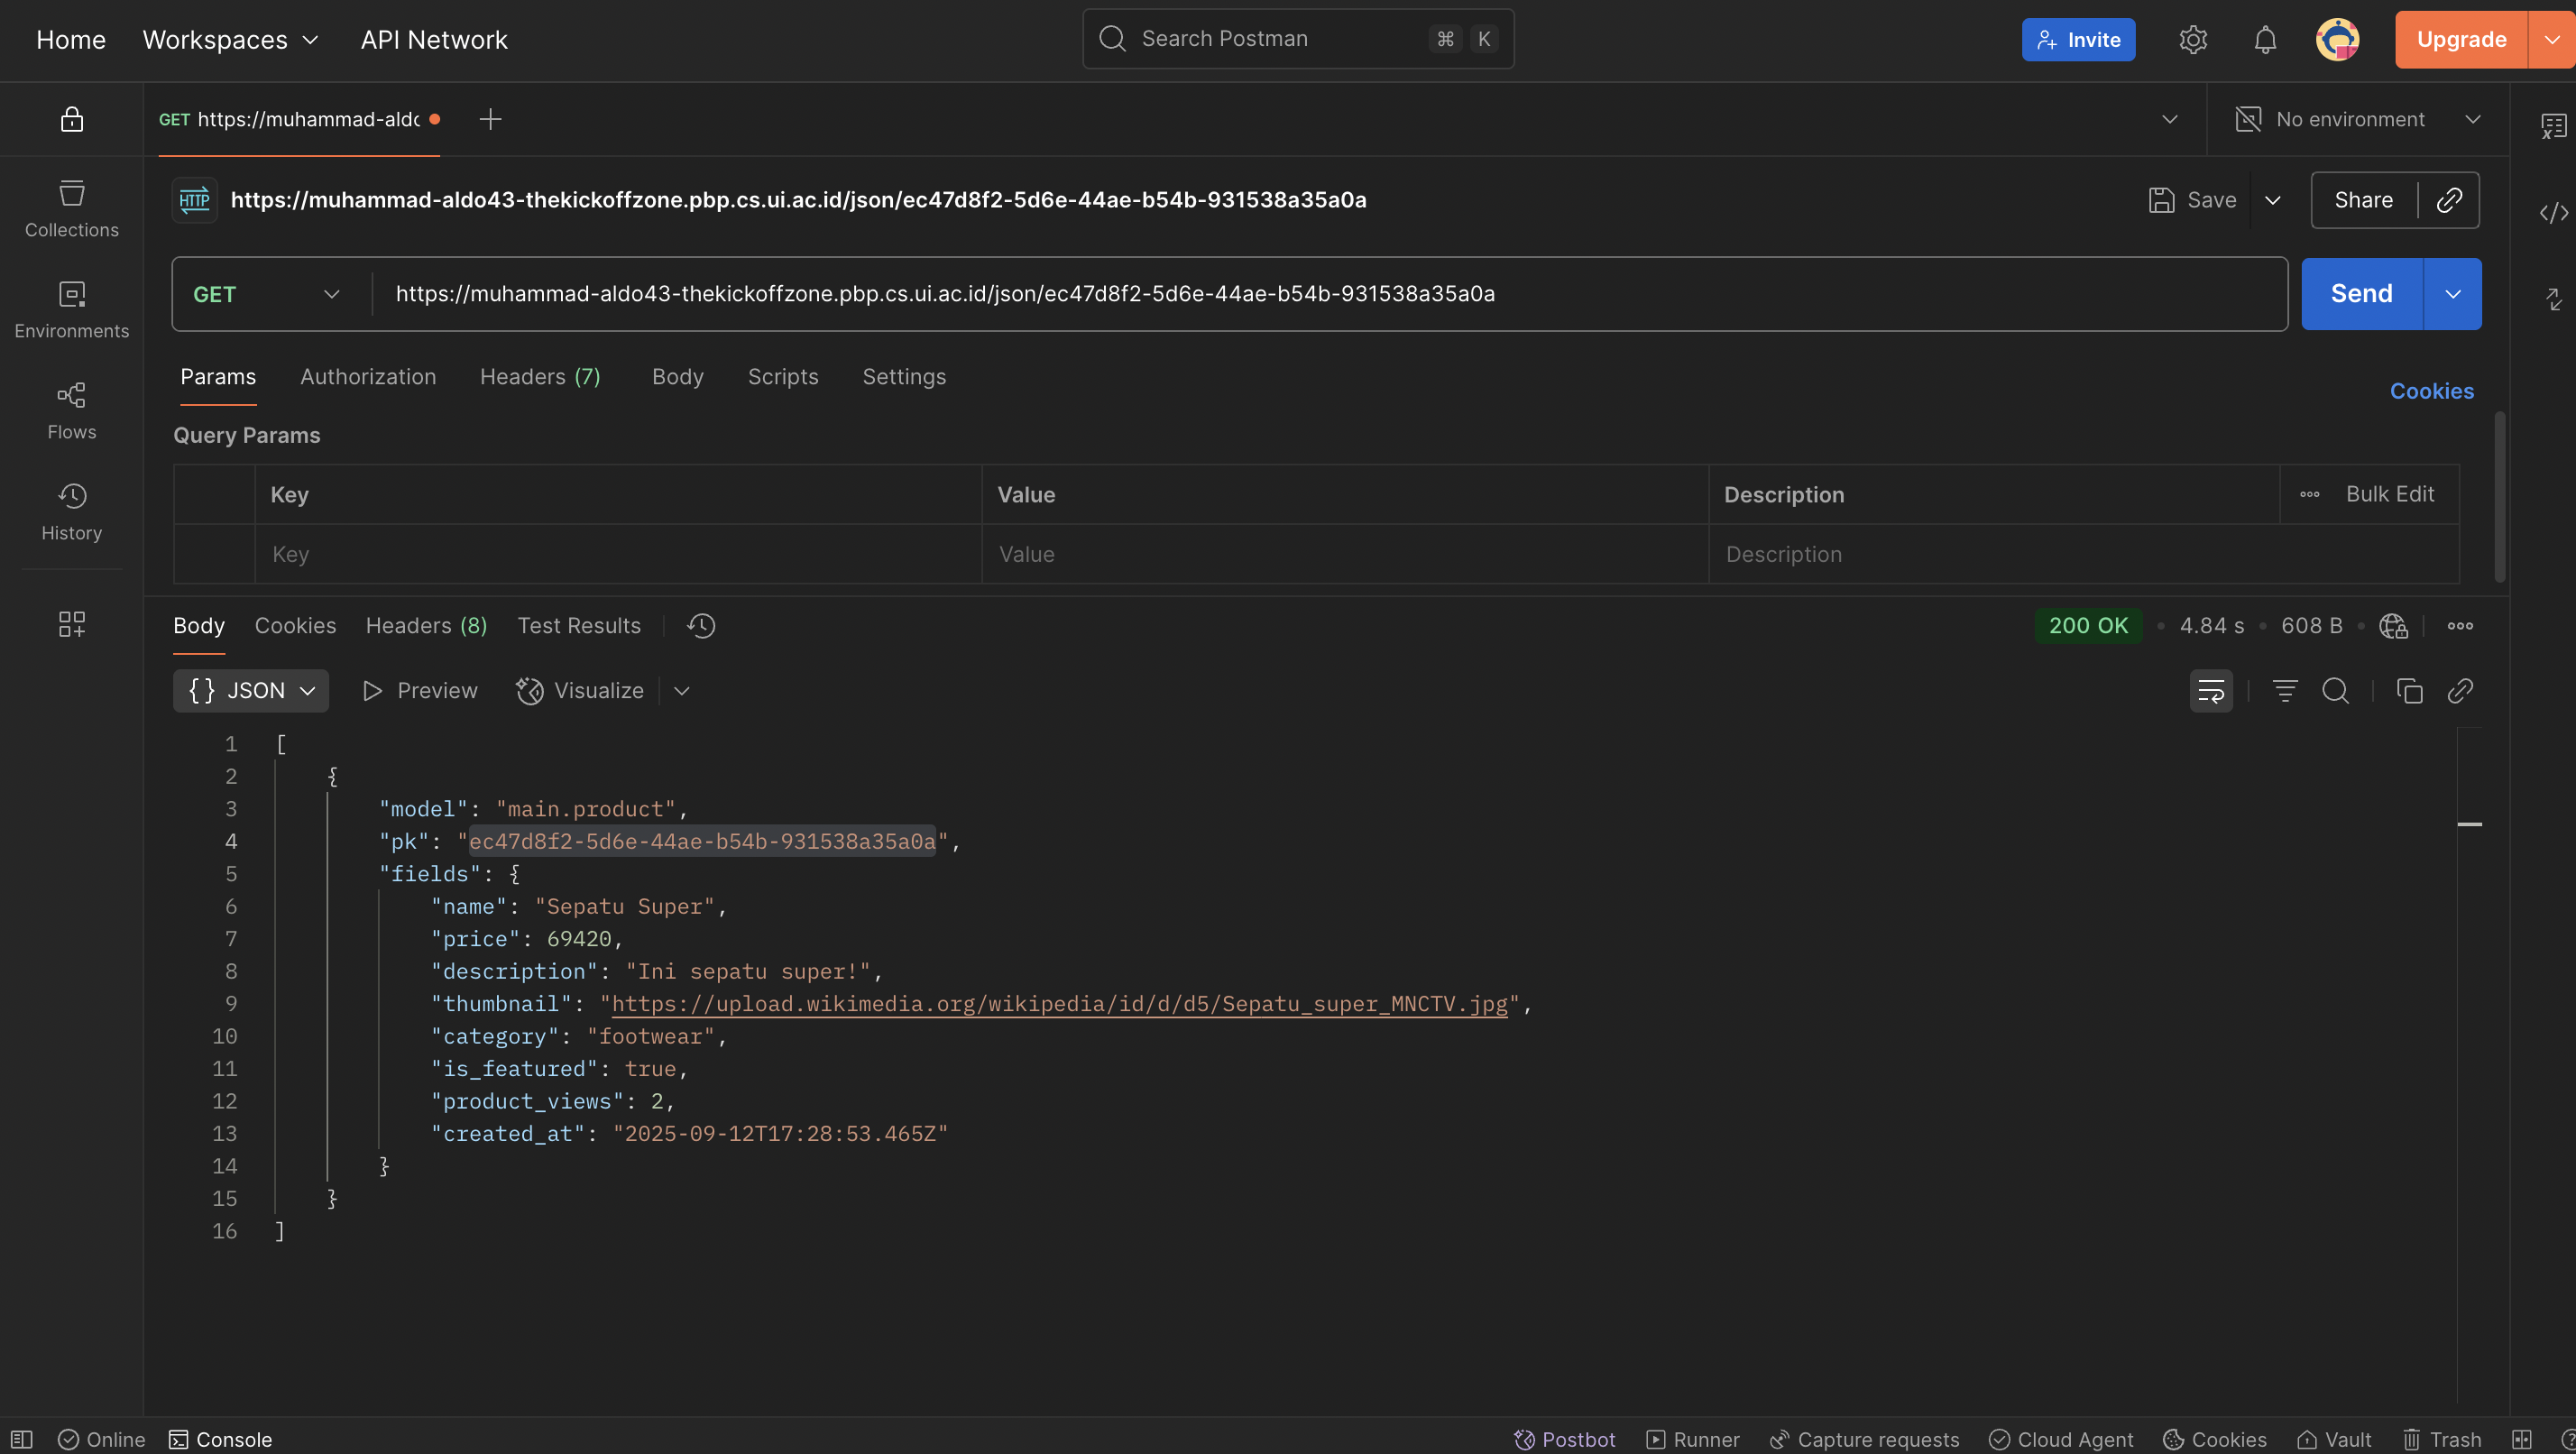 Home Workspaces API Network Search Postman ⌘ K Invite Upgrade
GET https://muhammad-aldo No environment
HTTP https://muhammad-aldo43-thekickoffzone.pbp.cs.ui.ac.id/json/ec47d8f2-5d6e-44ae-b54b-931538a35a0a Save Share
Collections
GET https://muhammad-aldo43-thekickoffzone.pbp.cs.ui.ac.id/json/ec47d8f2-5d6e-44ae-b54b-931538a35a0a Send
Environments
Params Authorization Headers (7) Body Scripts Settings Cookies
Flows
Query Params
Key Value Description Bulk Edit
History
Key Value Description
Body Cookies Headers (8) Test Results 200 OK • 4.84 s • 608 B •
{} JSON Preview Visualize
1 [
2 {
3 "model": "main.product",
4 "pk": "ec47d8f2-5d6e-44ae-b54b-931538a35a0a",
5 "fields": {
6 "name": "Sepatu Super",
7 "price": 69420,
8 "description": "Ini sepatu super!",
9 "thumbnail": "https://upload.wikimedia.org/wikipedia/id/d/d5/Sepatu_super_MNCTV.jpg",
10 "category": "footwear",
11 "is_featured": true,
12 "product_views": 2,
13 "created_at": "2025-09-12T17:28:53.465Z"
14 }
15 }
16 ]
Online Console Postbot Runner Capture requests Cloud Agent Cookies Vault Trash